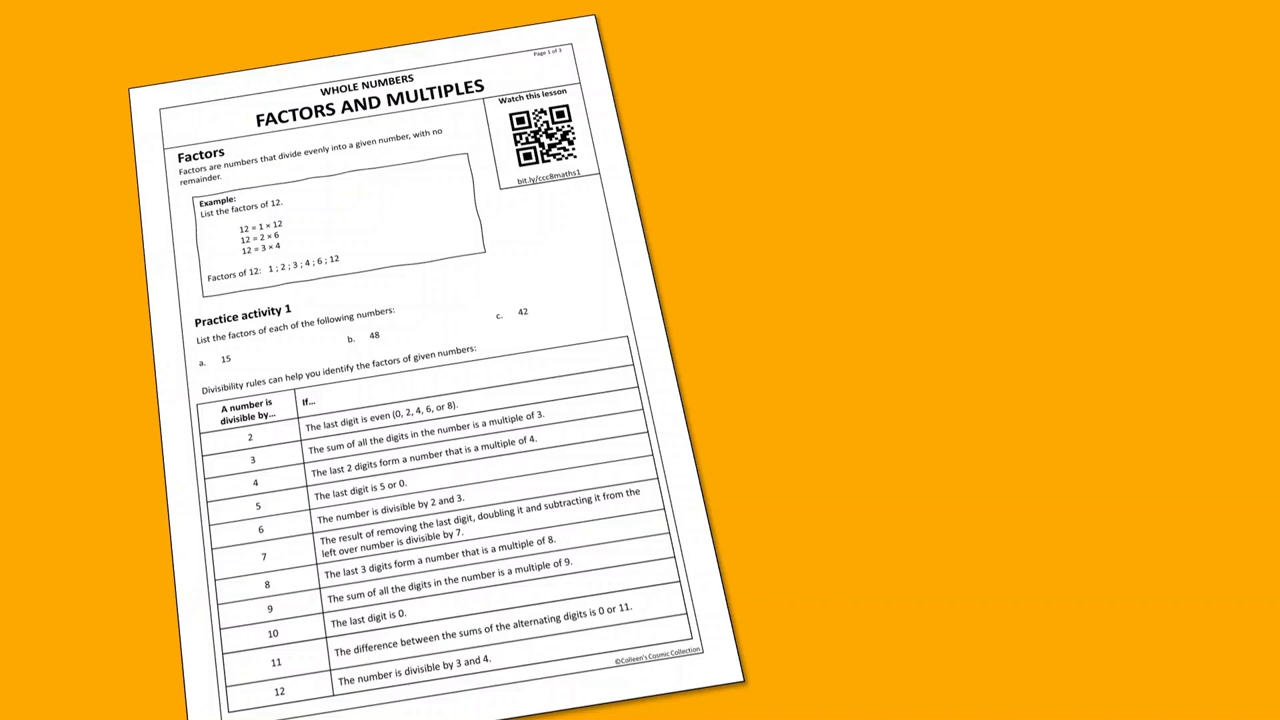 Page 1 of 3
WHOLE NUMBERS
FACTORS AND MULTIPLES
Watch this lesson
bit.ly/ccc8maths1
Factors
Factors are numbers that divide evenly into a given number, with no
remainder.
Example:
List the factors of 12.
12 = 1 × 12
12 = 2 × 6
12 = 3 × 4
Factors of 12: 1 ; 2 ; 3 ; 4 ; 6 ; 12
Practice activity 1
List the factors of each of the following numbers:
a. 15 b. 48 c. 42
Divisibility rules can help you identify the factors of given numbers:
A number is
divisible by...
If...
2 The last digit is even (0, 2, 4, 6, or 8).
3 The sum of all the digits in the number is a multiple of 3.
4 The last 2 digits form a number that is a multiple of 4.
5 The last digit is 5 or 0.
6 The number is divisible by 2 and 3.
7 The result of removing the last digit, doubling it and subtracting it from the
left over number is divisible by 7.
8 The last 3 digits form a number that is a multiple of 8.
9 The sum of all the digits in the number is a multiple of 9.
10 The last digit is 0.
11 The difference between the sums of the alternating digits is 0 or 11.
12 The number is divisible by 3 and 4.
©Colleen's Cosmic Collection